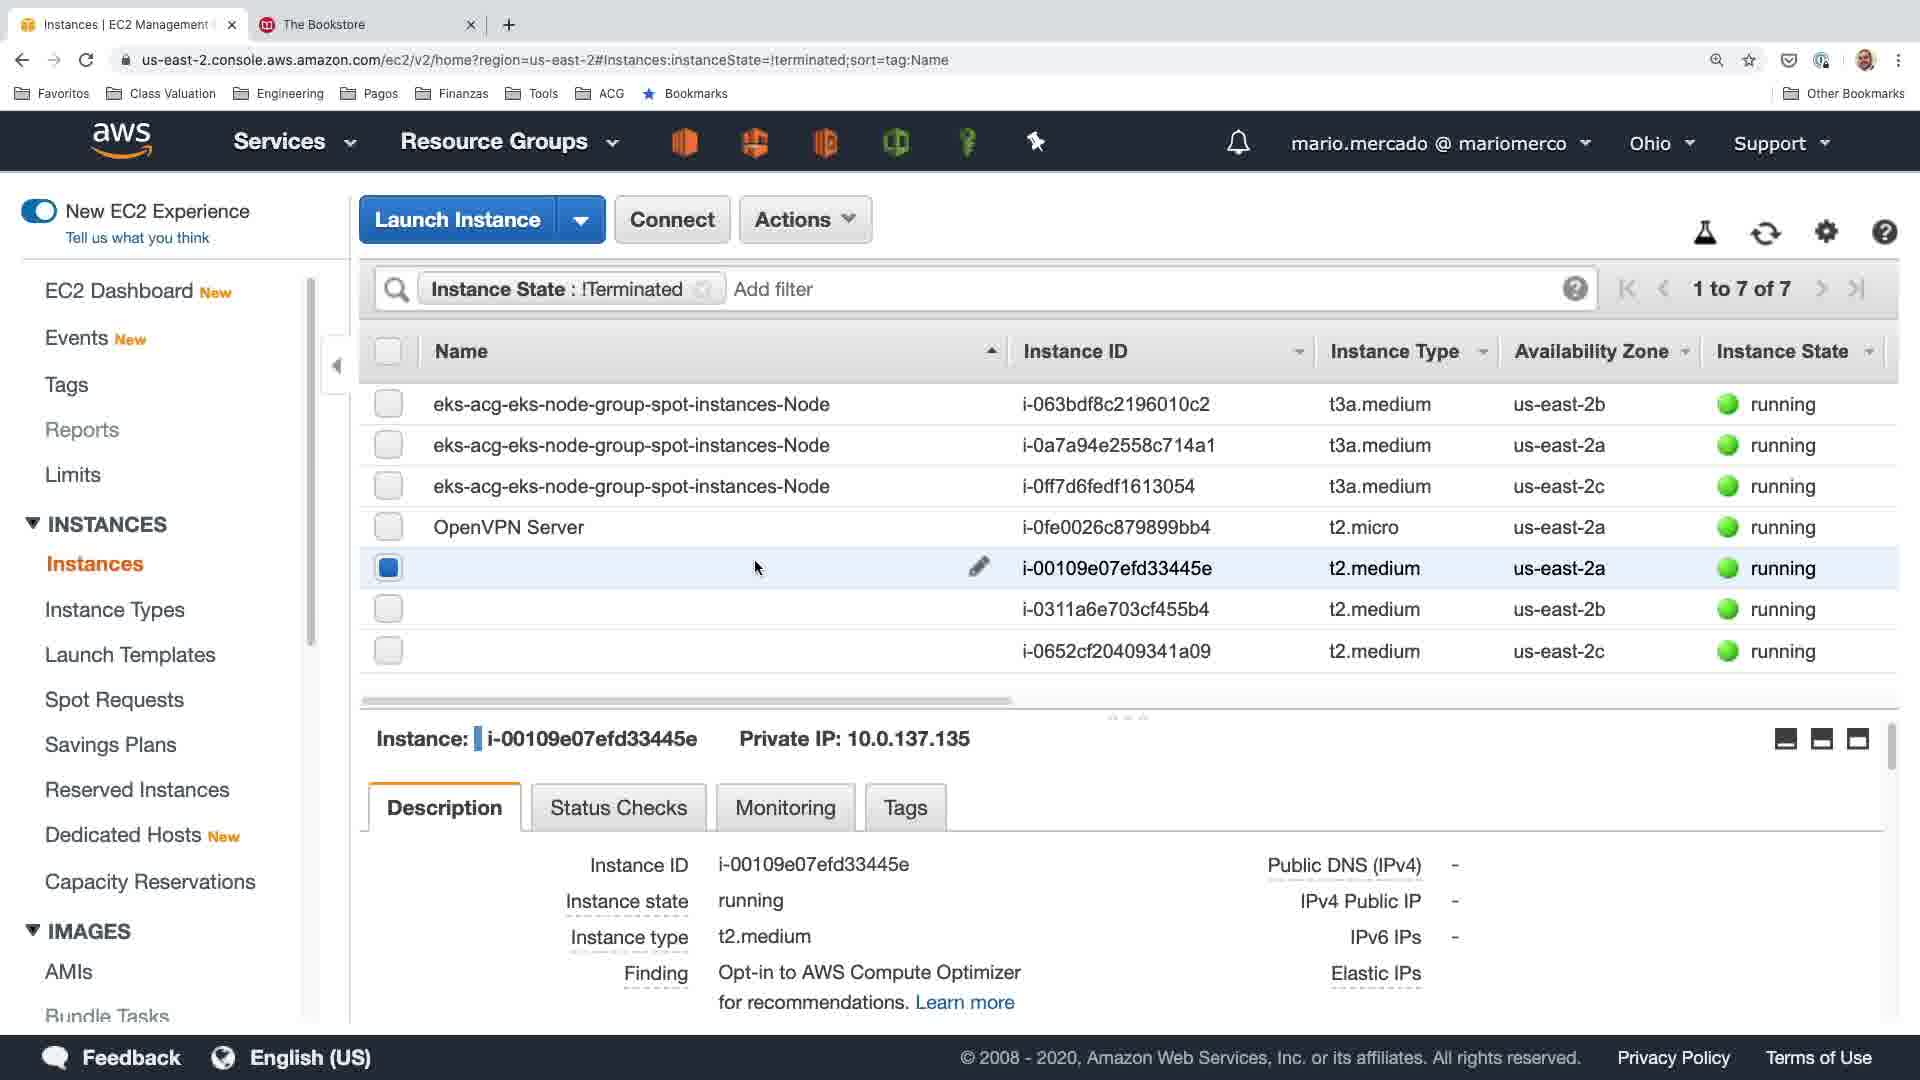 Instances | EC2 Management
The Bookstore
us-east-2.console.aws.amazon.com/ec2/v2/home?region=us-east-2#Instances:instanceState=!terminated;sort=tag:Name
Favoritos Class Valuation Engineering Pagos Finanzas Tools ACG Bookmarks Other Bookmarks
aws Services Resource Groups mario.mercado @ mariomerco Ohio Support
New EC2 Experience
Tell us what you think
EC2 Dashboard New
Events New
Tags
Reports
Limits
INSTANCES
Instances
Instance Types
Launch Templates
Spot Requests
Savings Plans
Reserved Instances
Dedicated Hosts New
Capacity Reservations
IMAGES
AMIs
Bundle Tasks
Launch Instance Connect Actions
Instance State : !Terminated Add filter 1 to 7 of 7
Name Instance ID Instance Type Availability Zone Instance State
eks-acg-eks-node-group-spot-instances-Node i-063bdf8c2196010c2 t3a.medium us-east-2b running
eks-acg-eks-node-group-spot-instances-Node i-0a7a94e2558c714a1 t3a.medium us-east-2a running
eks-acg-eks-node-group-spot-instances-Node i-0ff7d6fedf1613054 t3a.medium us-east-2c running
OpenVPN Server i-0fe0026c879899bb4 t2.micro us-east-2a running
i-00109e07efd33445e t2.medium us-east-2a running
i-0311a6e703cf455b4 t2.medium us-east-2b running
i-0652cf20409341a09 t2.medium us-east-2c running
Instance: i-00109e07efd33445e Private IP: 10.0.137.135
Description Status Checks Monitoring Tags
Instance ID i-00109e07efd33445e Public DNS (IPv4) -
Instance state running IPv4 Public IP -
Instance type t2.medium IPv6 IPs -
Finding Opt-in to AWS Compute Optimizer Elastic IPs
for recommendations. Learn more
Feedback English (US) © 2008 - 2020, Amazon Web Services, Inc. or its affiliates. All rights reserved. Privacy Policy Terms of Use